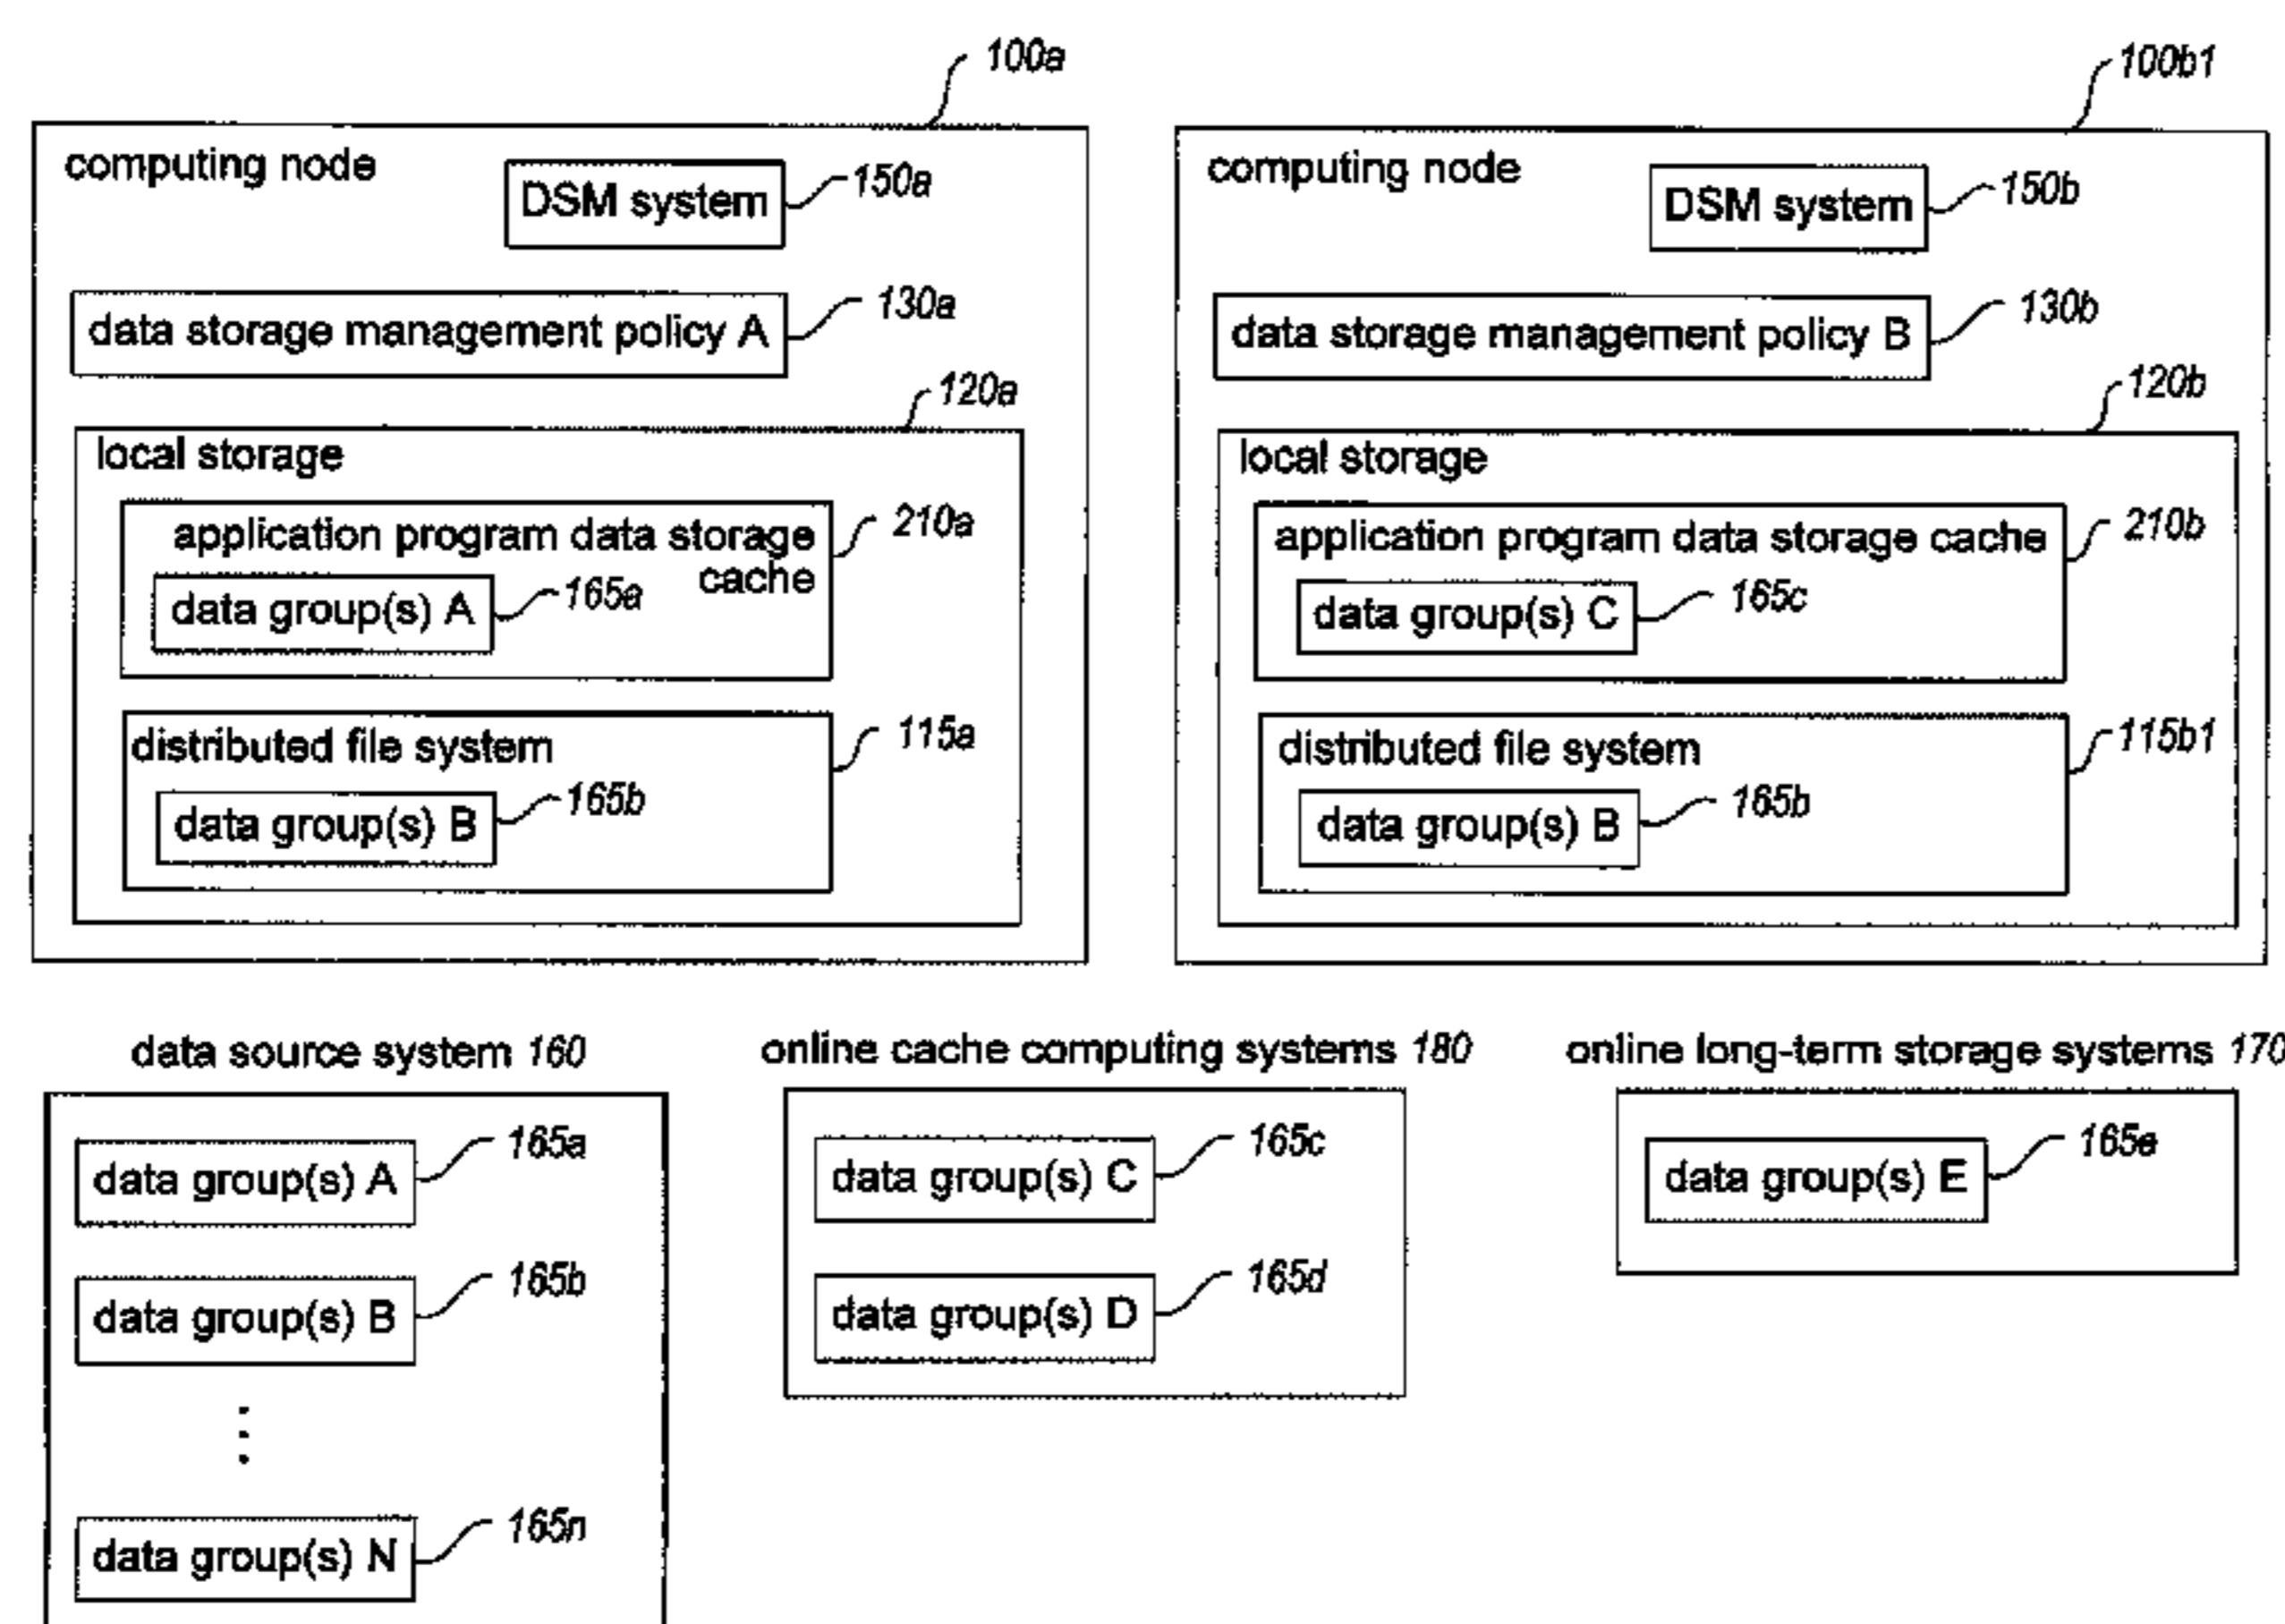 100a
computing node
DSM system
150a
data storage management policy A
130a
120a
local storage
application program data storage
cache
210a
data group(s) A
165a
distributed file system
115a
data group(s) B
165b
100b1
computing node
DSM system
150b
data storage management policy B
130b
120b
local storage
application program data storage cache
210b
data group(s) C
165c
distributed file system
115b1
data group(s) B
165b
data source system 160
data group(s) A
165a
data group(s) B
165b
data group(s) N
165n
online cache computing systems 180
data group(s) C
165c
data group(s) D
165d
online long-term storage systems 170
data group(s) E
165e